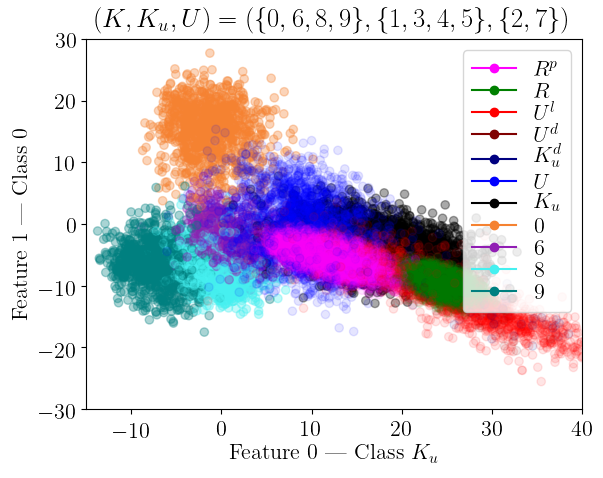 (K, K_u, U) = ({0, 6, 8, 9}, {1, 3, 4, 5}, {2, 7})
30
20
10
0
−10
−20
−30
Feature 1 — Class 0
R^p
R
U^l
U^d
K_u^d
U
K_u
0
6
8
9
−10
0
10
20
30
40
Feature 0 — Class K_u